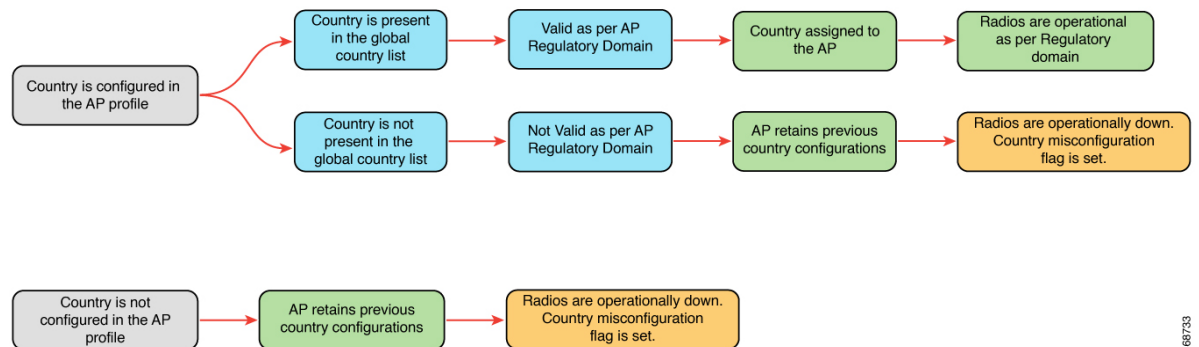 Country is present
in the global
country list
Valid as per AP
Regulatory Domain
Country assigned to
the AP
Radios are operational
as per Regulatory
domain
Country is configured in
the AP profile
Country is not
present in the
global country list
Not Valid as per AP
Regulatory Domain
AP retains previous
country configurations
Radios are operationally down.
Country misconfiguration
flag is set.
Country is not
configured in the AP
profile
AP retains previous
country configurations
Radios are operationally down.
Country misconfiguration
flag is set.
68733